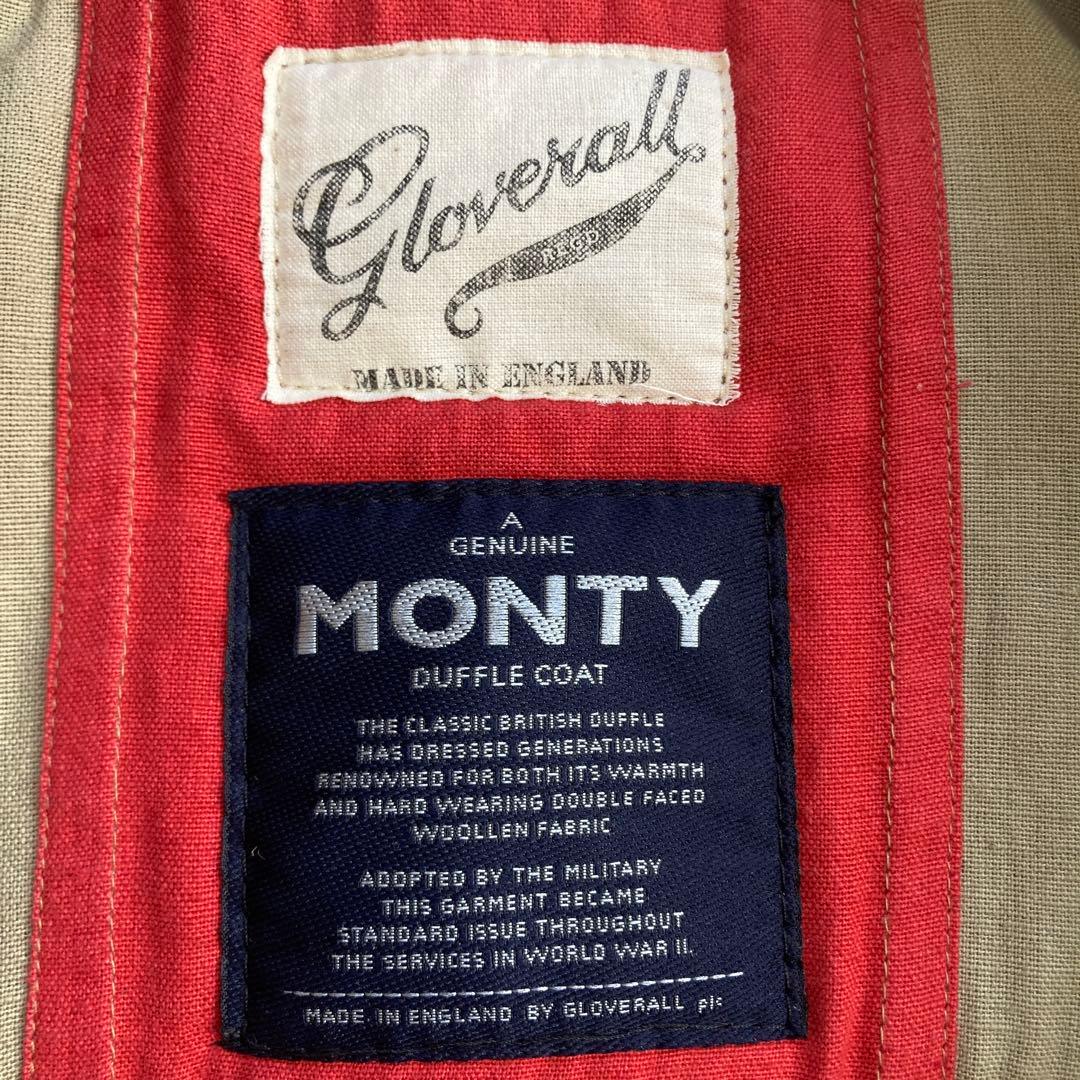 Gloverall
REGD
MADE IN ENGLAND
A
GENUINE
MONTY
DUFFLE COAT
THE CLASSIC BRITISH DUFFLE
HAS DRESSED GENERATIONS
RENOWNED FOR BOTH ITS WARMTH
AND HARD WEARING DOUBLE FACED
WOOLLEN FABRIC
ADOPTED BY THE MILITARY
THIS GARMENT BECAME
STANDARD ISSUE THROUGHOUT
THE SERVICES IN WORLD WAR II.
MADE IN ENGLAND BY GLOVERALL plc